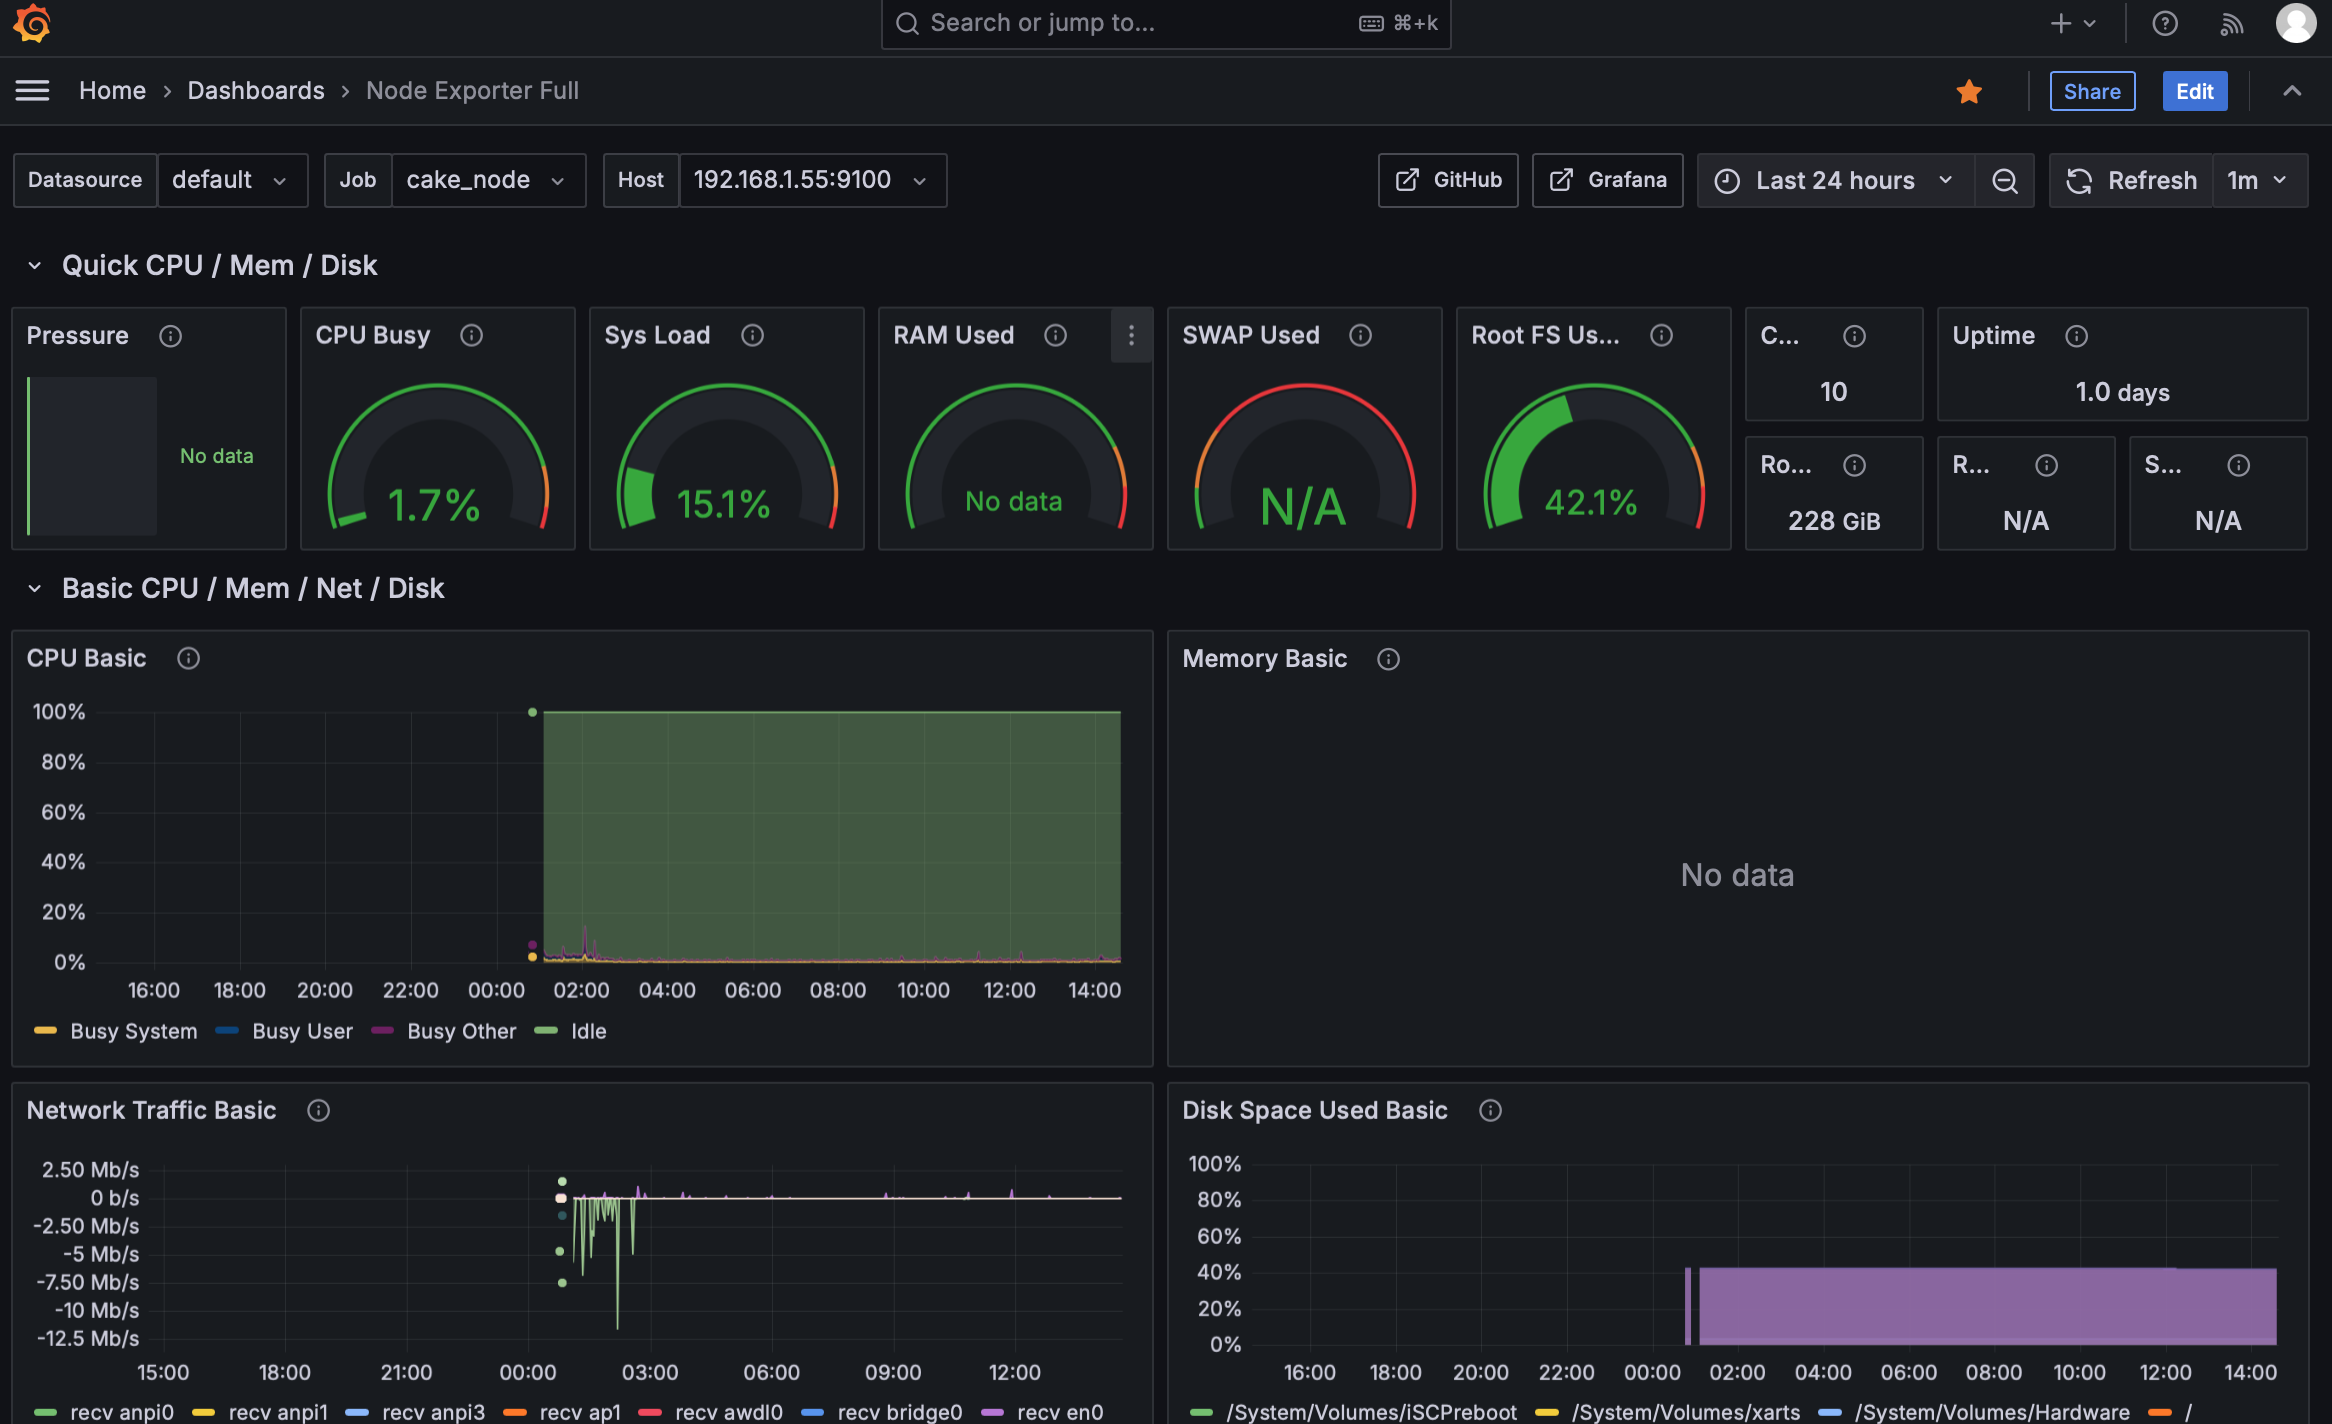 Search or jump to... ⌘+k
Home › Dashboards › Node Exporter Full
Share Edit
Datasource default Job cake_node Host 192.168.1.55:9100 GitHub Grafana Last 24 hours Refresh 1m
Quick CPU / Mem / Disk
Pressure CPU Busy Sys Load RAM Used SWAP Used Root FS Us... C... Uptime
10 1.0 days
No data 1.7% 15.1% No data N/A 42.1%
Ro... R... S...
228 GiB N/A N/A
Basic CPU / Mem / Net / Disk
CPU Basic
100%
80%
60%
40%
20%
0%
16:00 18:00 20:00 22:00 00:00 02:00 04:00 06:00 08:00 10:00 12:00 14:00
Busy System Busy User Busy Other Idle
Memory Basic
No data
Network Traffic Basic
2.50 Mb/s
0 b/s
-2.50 Mb/s
-5 Mb/s
-7.50 Mb/s
-10 Mb/s
-12.5 Mb/s
15:00 18:00 21:00 00:00 03:00 06:00 09:00 12:00
recv anpi0 recv anpi1 recv anpi3 recv ap1 recv awdl0 recv bridge0 recv en0
Disk Space Used Basic
100%
80%
60%
40%
20%
0%
16:00 18:00 20:00 22:00 00:00 02:00 04:00 06:00 08:00 10:00 12:00 14:00
/System/Volumes/iSCPreboot /System/Volumes/xarts /System/Volumes/Hardware /